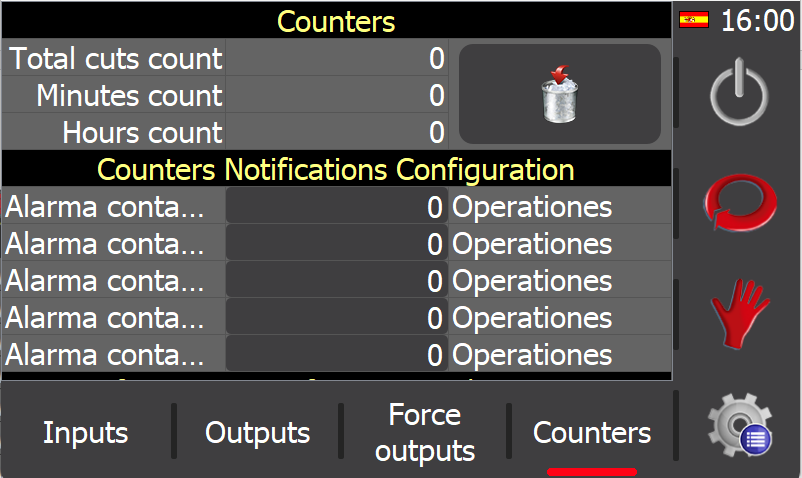 Counters
16:00
Total cuts count 0
Minutes count 0
Hours count 0
Counters Notifications Configuration
Alarma conta... 0 Operationes
Alarma conta... 0 Operationes
Alarma conta... 0 Operationes
Alarma conta... 0 Operationes
Alarma conta... 0 Operationes
Inputs
Outputs
Force
outputs
Counters